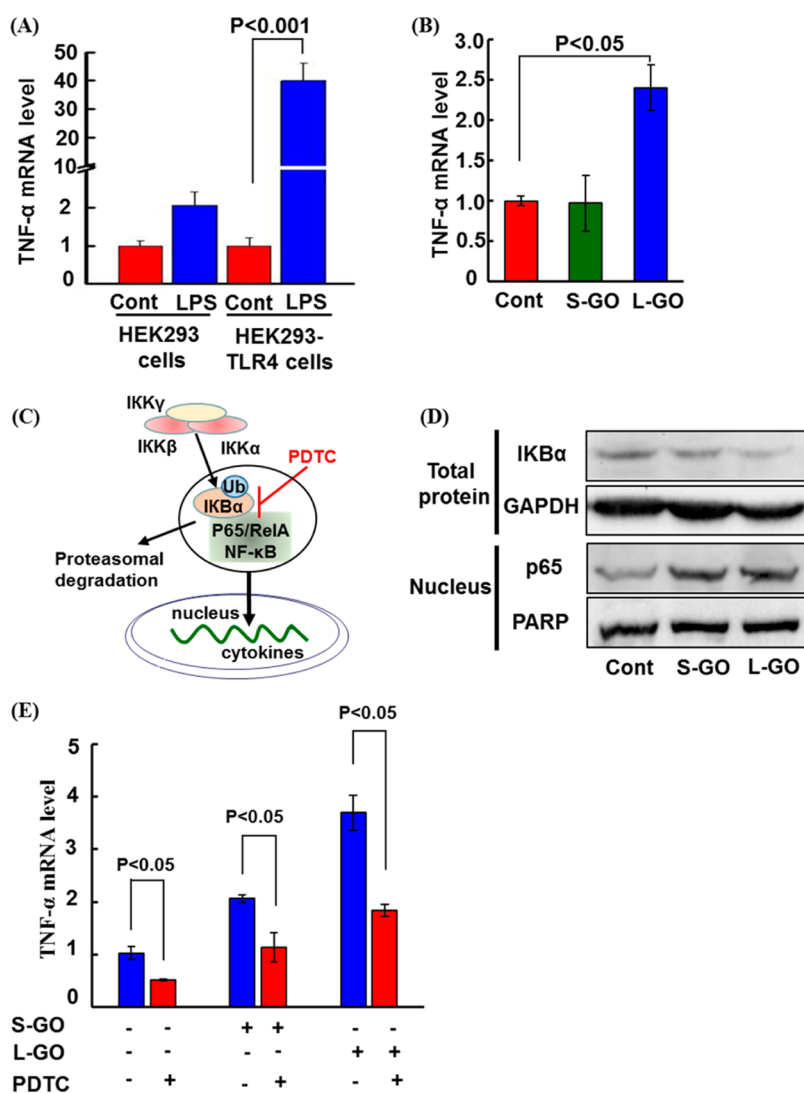 (A)
P<0.001
TNF-α mRNA level
50
40
30
20
10
2
1
0
Cont LPS Cont LPS
HEK293 cells
HEK293-TLR4 cells
(B)
P<0.05
TNF-α mRNA level
3.0
2.5
2.0
1.5
1.0
0.5
0
Cont S-GO L-GO
(C)
IKKγ
IKKβ IKKα
PDTC
Ub
IKBα
P65/RelA
NF-κB
Proteasomal
degradation
nucleus
cytokines
(D)
Total
protein
IKBα
GAPDH
Nucleus
p65
PARP
Cont S-GO L-GO
(E)
P<0.05
P<0.05
P<0.05
TNF-α mRNA level
5
4
3
2
1
0
S-GO - - + + - -
L-GO - - - - + +
PDTC - + - + - +